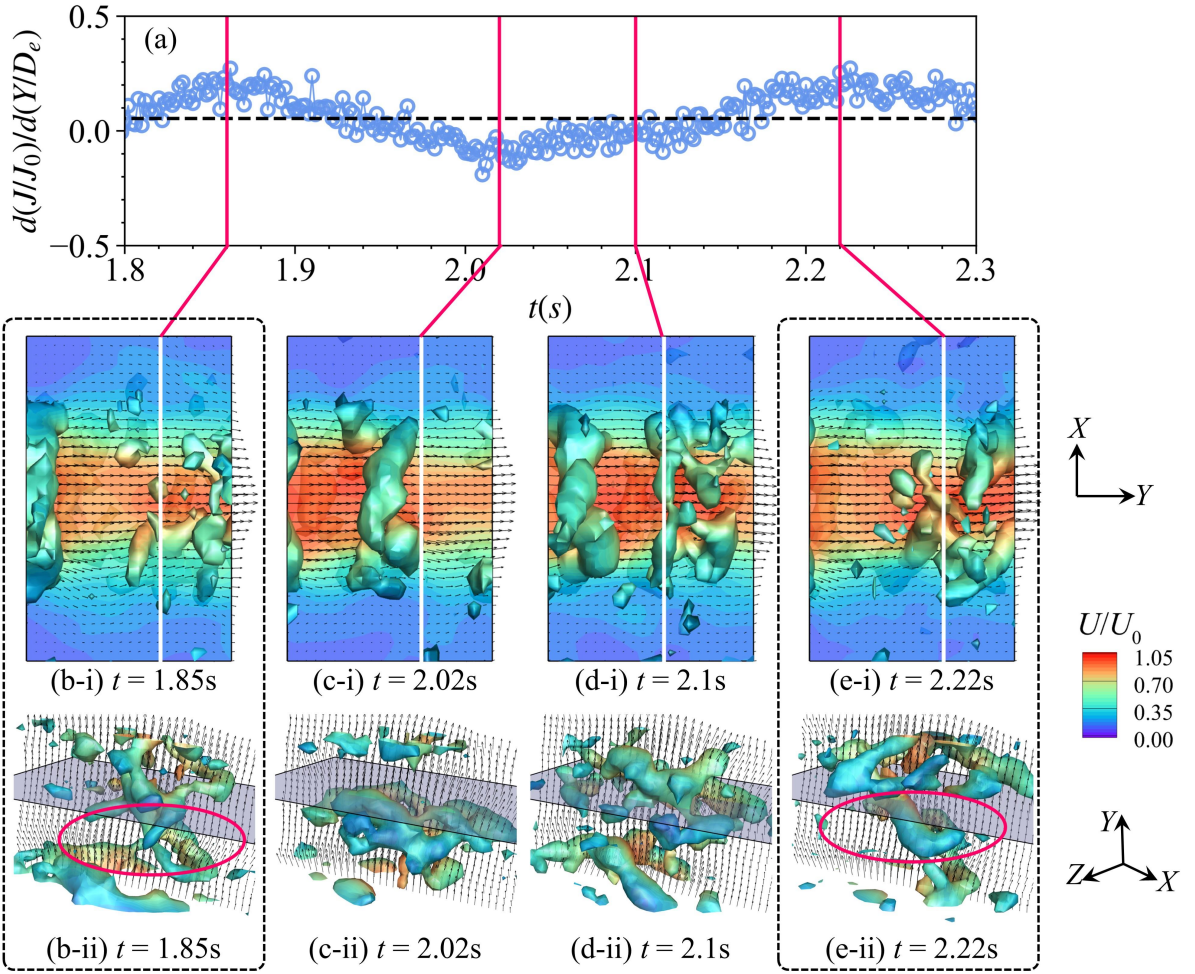 0.5
(a)
0.0
−0.5
d(J/J₀)/d(Y/Dₑ)
1.8 1.9 2.0 2.1 2.2 2.3
t(s)
X
Y
(b-i) t = 1.85s (c-i) t = 2.02s (d-i) t = 2.1s (e-i) t = 2.22s
U/U₀
1.05
0.70
0.35
0.00
Y
Z X
(b-ii) t = 1.85s (c-ii) t = 2.02s (d-ii) t = 2.1s (e-ii) t = 2.22s